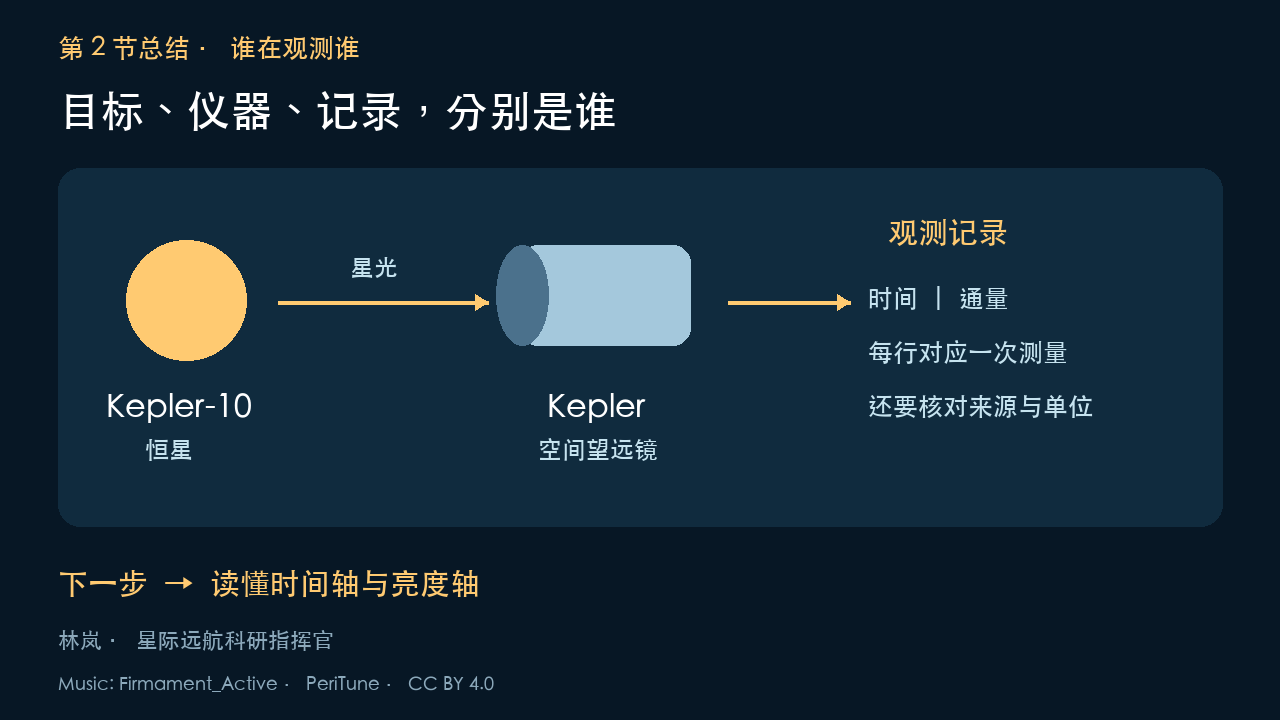 第 2 节总结 · 谁在观测谁
目标、仪器、记录，分别是谁
观测记录
星光
时间 | 通量
每行对应一次测量
还要核对来源与单位
Kepler-10
恒星
Kepler
空间望远镜
下一步 → 读懂时间轴与亮度轴
林岚 · 星际远航科研指挥官
Music: Firmament_Active · PeriTune · CC BY 4.0